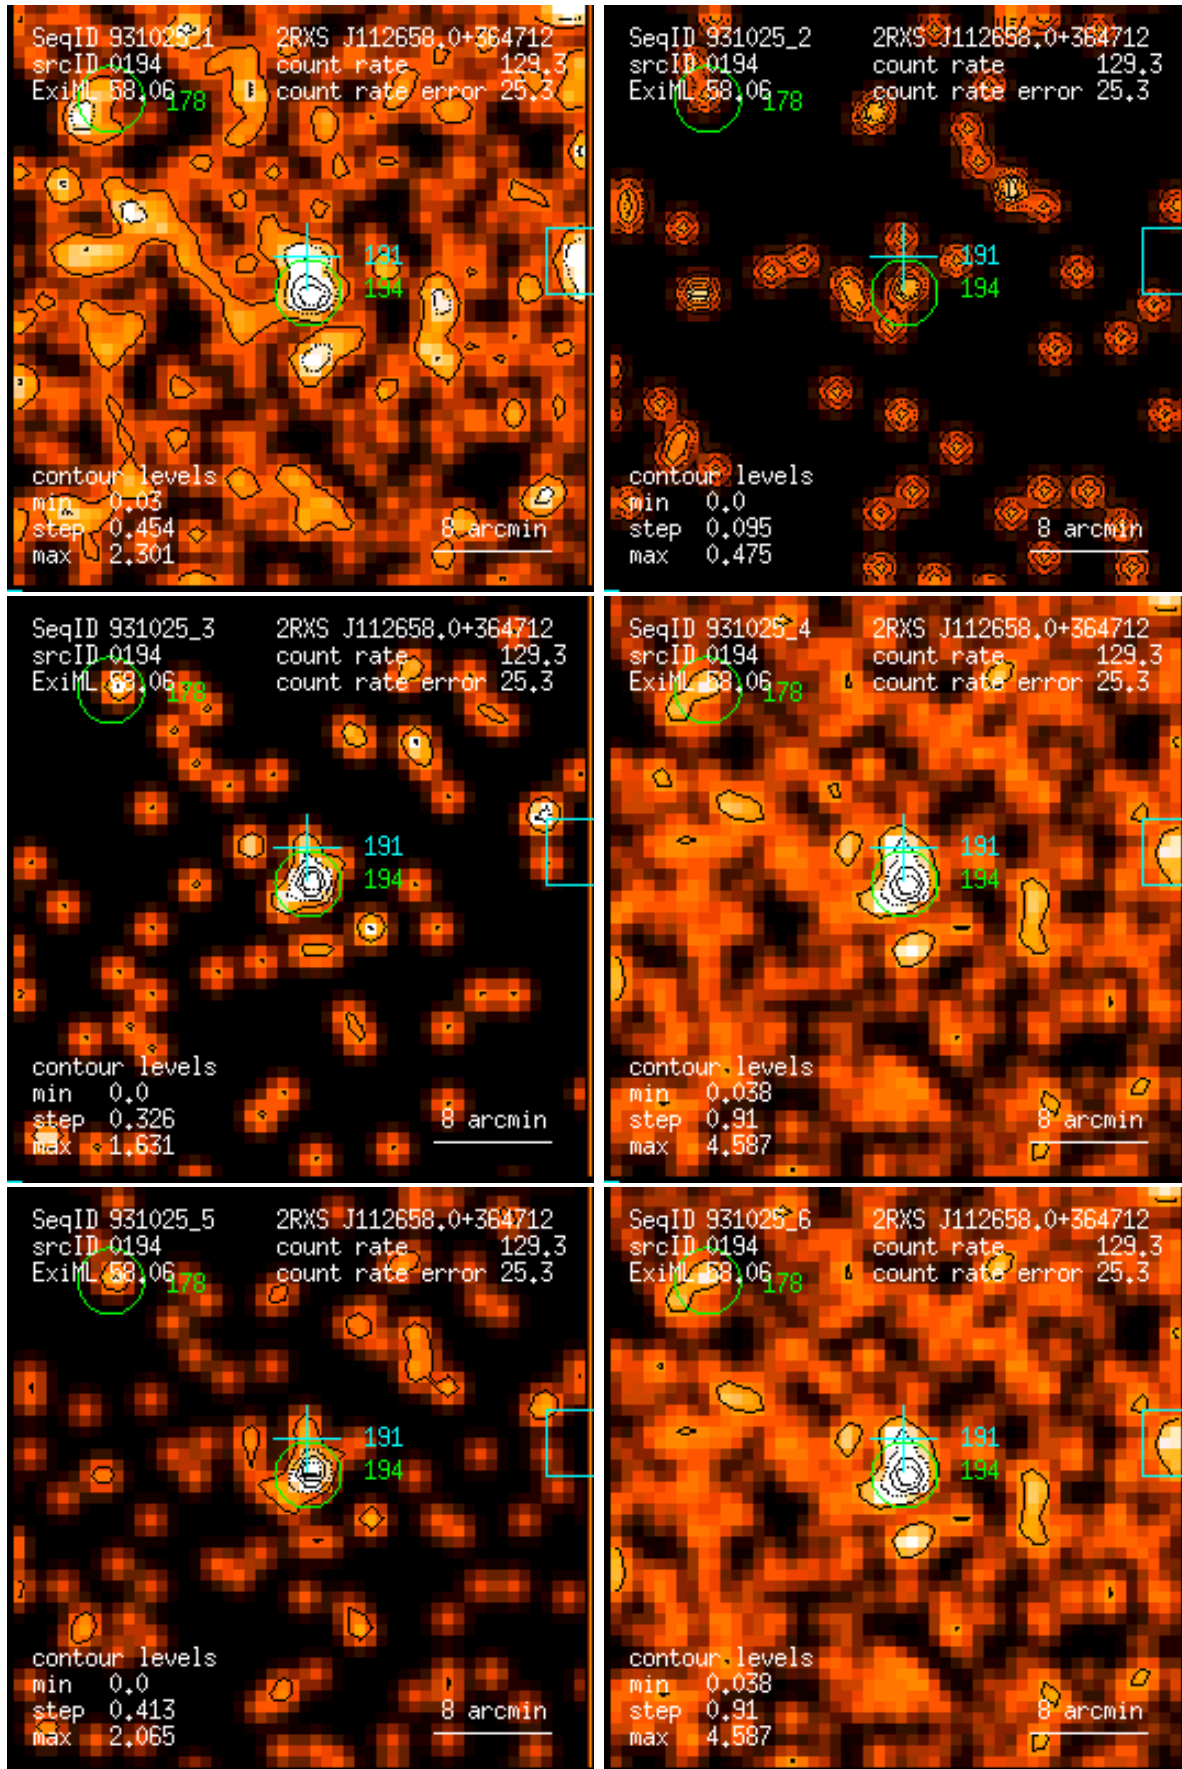 SeqID 931025_1 2RXS J112658.0+364712
srcID 0194 count rate 129.3
ExiML 58.06 count rate error 25.3
178
191
194
contour levels
min 0.03
step 0.454 8 arcmin
max 2.301
SeqID 931025_2 2RXS J112658.0+364712
srcID 0194 count rate 129.3
ExiML 58.06 count rate error 25.3
178
191
194
contour levels
min 0.0
step 0.095 8 arcmin
max 0.475
SeqID 931025_3 2RXS J112658.0+364712
srcID 0194 count rate 129.3
ExiML 58.06 count rate error 25.3
178
191
194
contour levels
min 0.0
step 0.326 8 arcmin
max 1.631
SeqID 931025_4 2RXS J112658.0+364712
srcID 0194 count rate 129.3
ExiML 58.06 count rate error 25.3
178
191
194
contour levels
min 0.038
step 0.91 8 arcmin
max 4.587
SeqID 931025_5 2RXS J112658.0+364712
srcID 0194 count rate 129.3
ExiML 58.06 count rate error 25.3
178
191
194
contour levels
min 0.0
step 0.413 8 arcmin
max 2.065
SeqID 931025_6 2RXS J112658.0+364712
srcID 0194 count rate 129.3
ExiML 58.06 count rate error 25.3
178
191
194
contour levels
min 0.038
step 0.91 8 arcmin
max 4.587